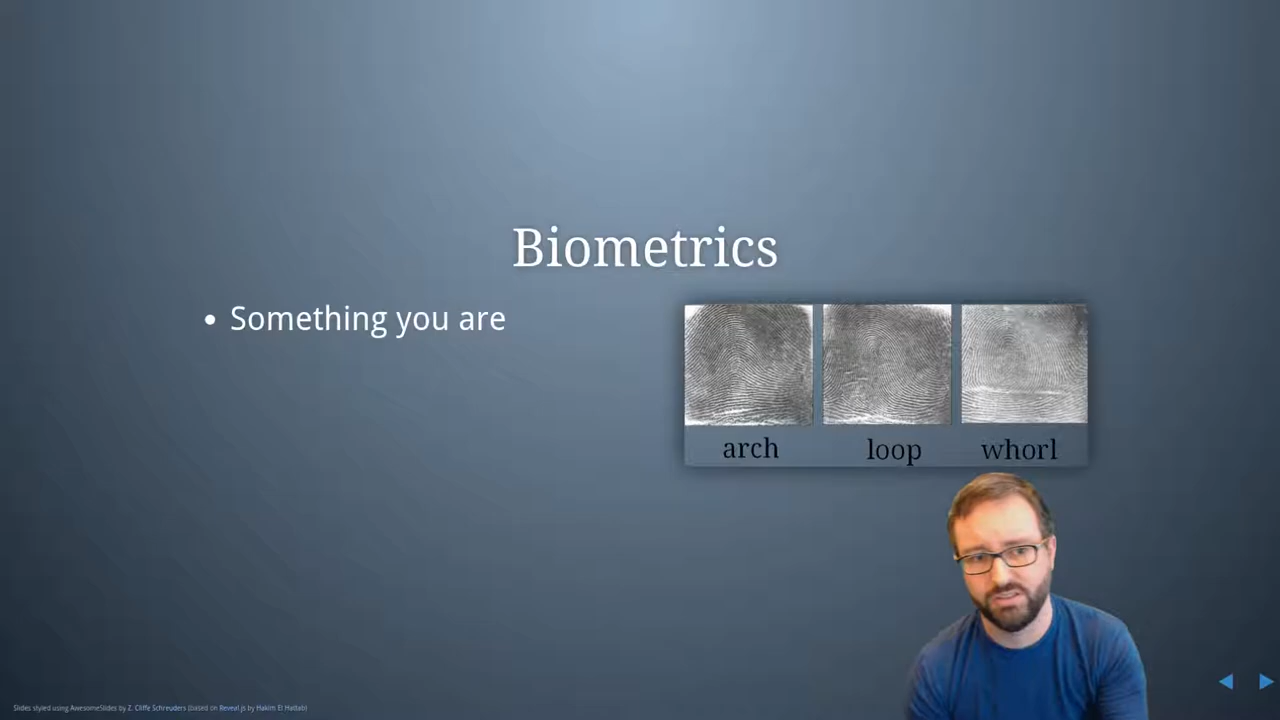 Biometrics
• Something you are
arch loop whorl
Slides styled using AwesomeSlides by Z. Cliffe Schreuders (based on Reveal.js by Hakim El Hattab)